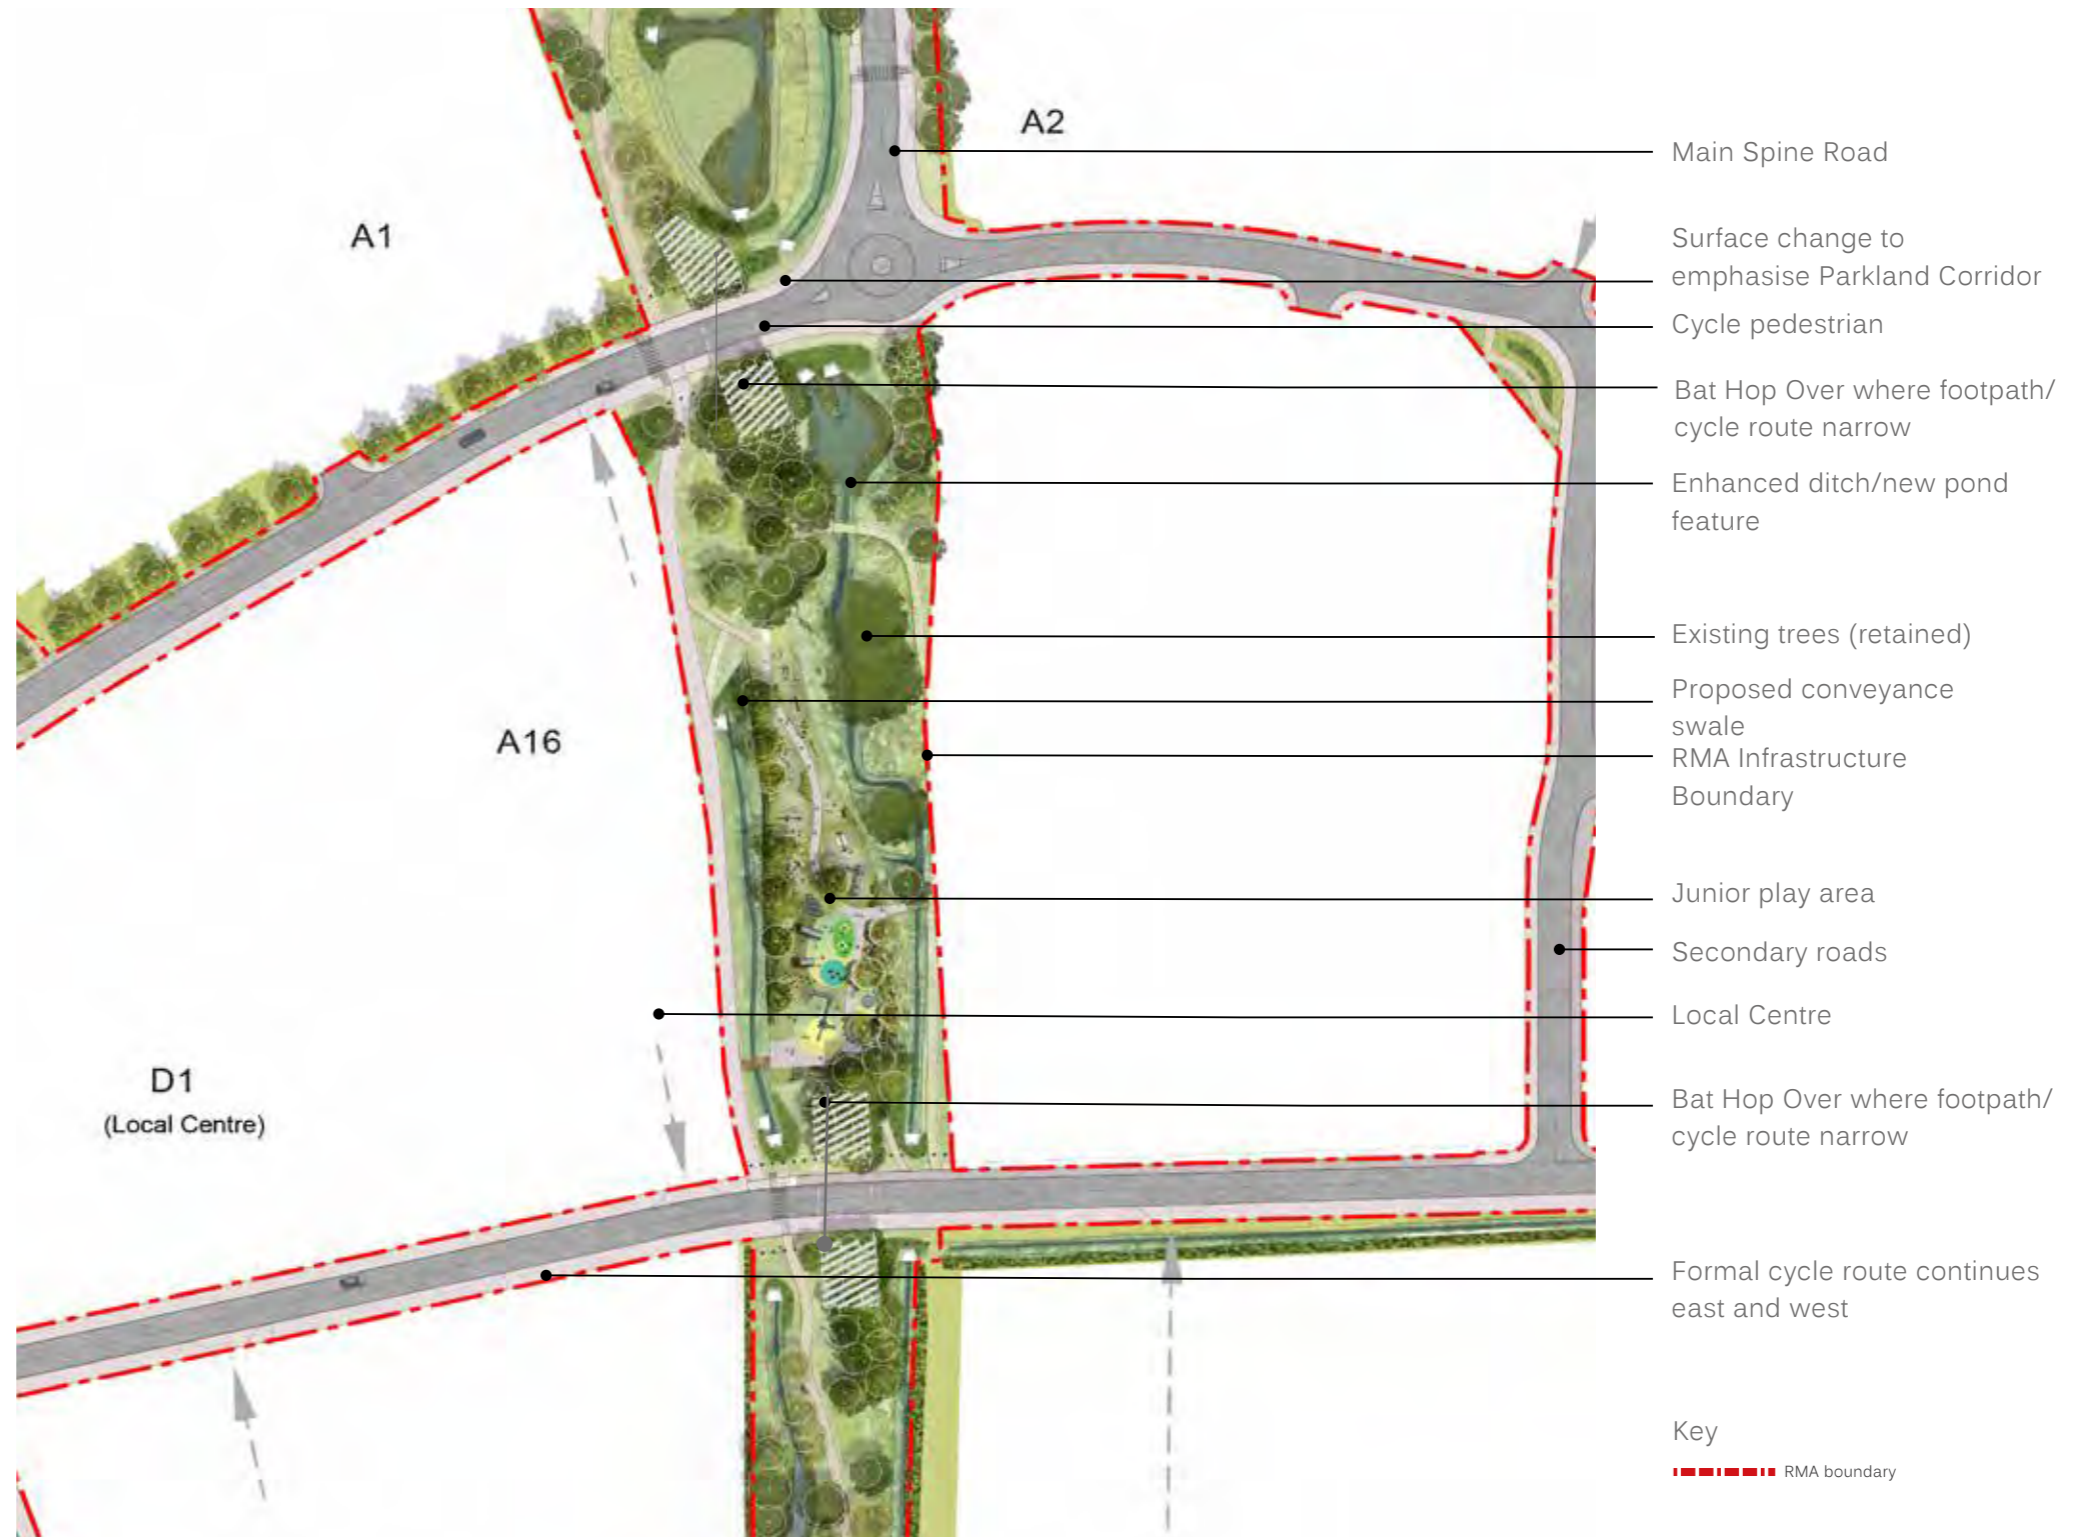 A2
A1
A16
D1
(Local Centre)
Main Spine Road
Surface change to
emphasise Parkland Corridor
Cycle pedestrian
Bat Hop Over where footpath/
cycle route narrow
Enhanced ditch/new pond
feature
Existing trees (retained)
Proposed conveyance
swale
RMA Infrastructure
Boundary
Junior play area
Secondary roads
Local Centre
Bat Hop Over where footpath/
cycle route narrow
Formal cycle route continues
east and west
Key
RMA boundary